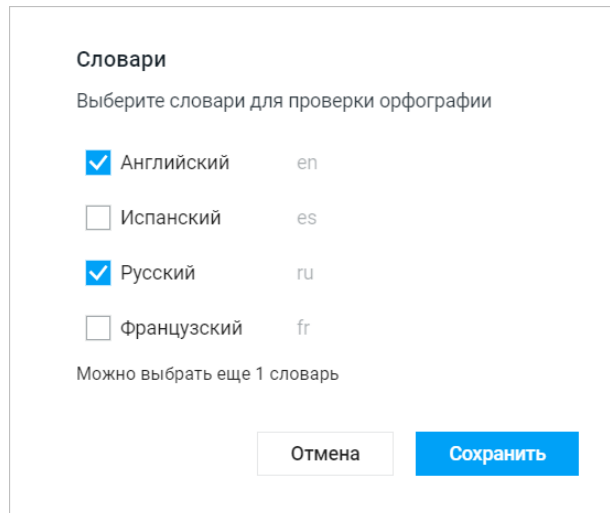 Словари
Выберите словари для проверки орфографии
Английский en
Испанский es
Русский ru
Французский fr
Можно выбрать еще 1 словарь
Отмена Сохранить